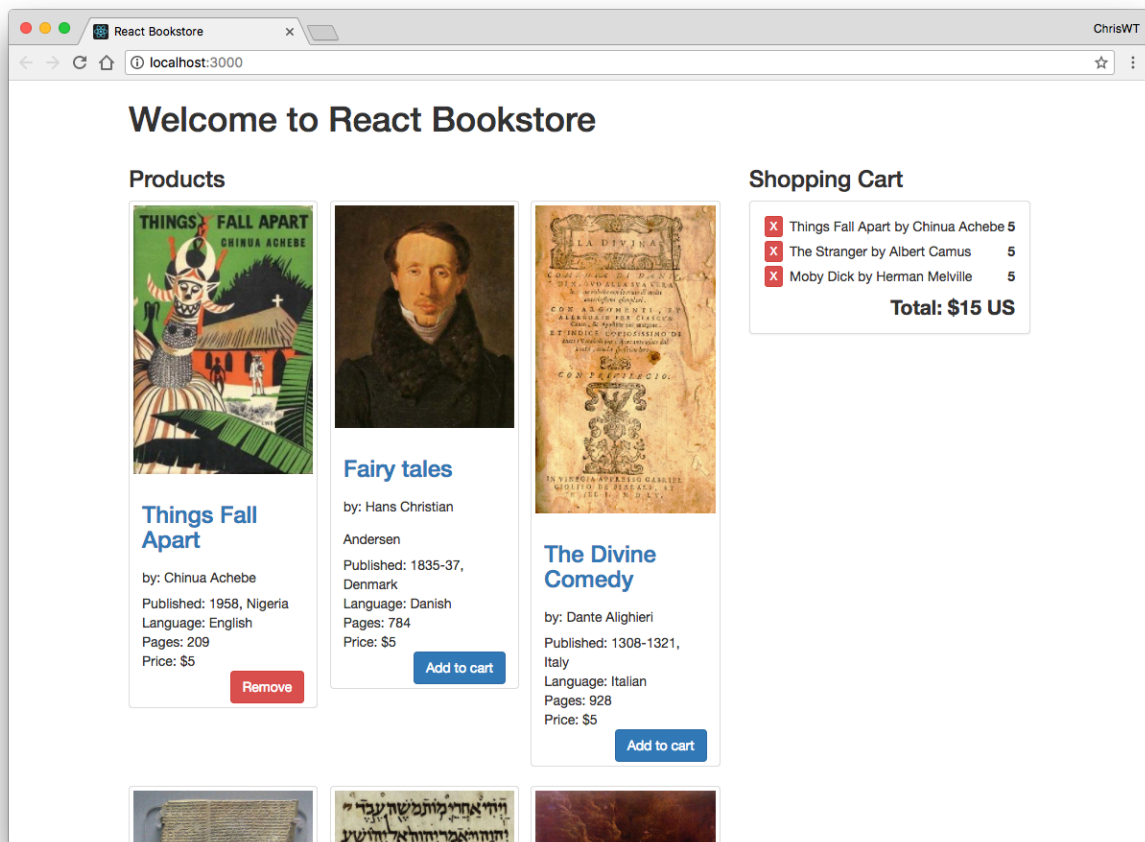 React Bookstore
ChrisWT
localhost:3000
Welcome to React Bookstore
Products
THINGS FALL APART
CHINUA ACHEBE
Things Fall
Apart
by: Chinua Achebe
Published: 1958, Nigeria
Language: English
Pages: 209
Price: $5
Remove
Fairy tales
by: Hans Christian
Andersen
Published: 1835-37,
Denmark
Language: Danish
Pages: 784
Price: $5
Add to cart
LA DIVINA
CON PRIVILEGIO.
The Divine
Comedy
by: Dante Alighieri
Published: 1308-1321,
Italy
Language: Italian
Pages: 928
Price: $5
Add to cart
Shopping Cart
X Things Fall Apart by Chinua Achebe 5
X The Stranger by Albert Camus 5
X Moby Dick by Herman Melville 5
Total: $15 US